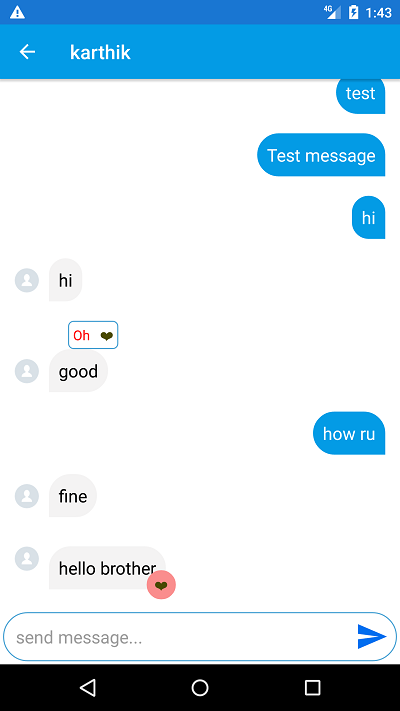 4G 1:43
karthik
test
Test message
hi
hi
Oh ❤
good
how ru
fine
hello brother
❤
send message...